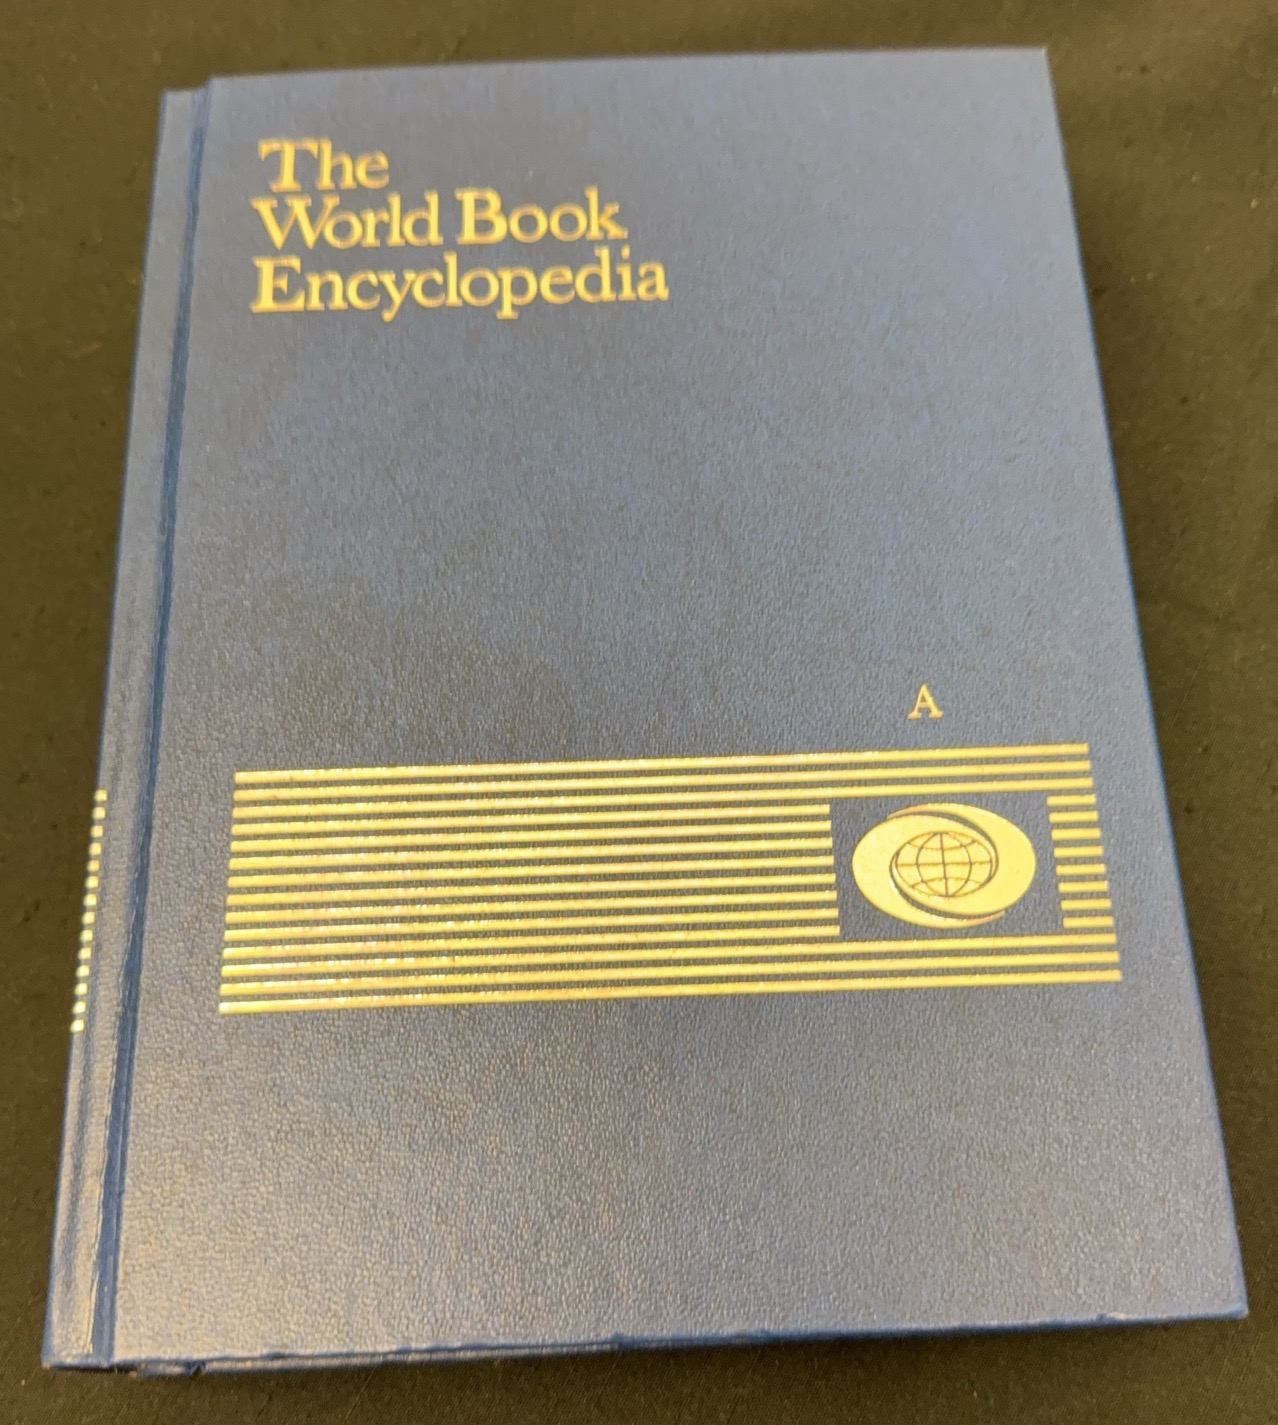 The
World Book
Encyclopedia
A